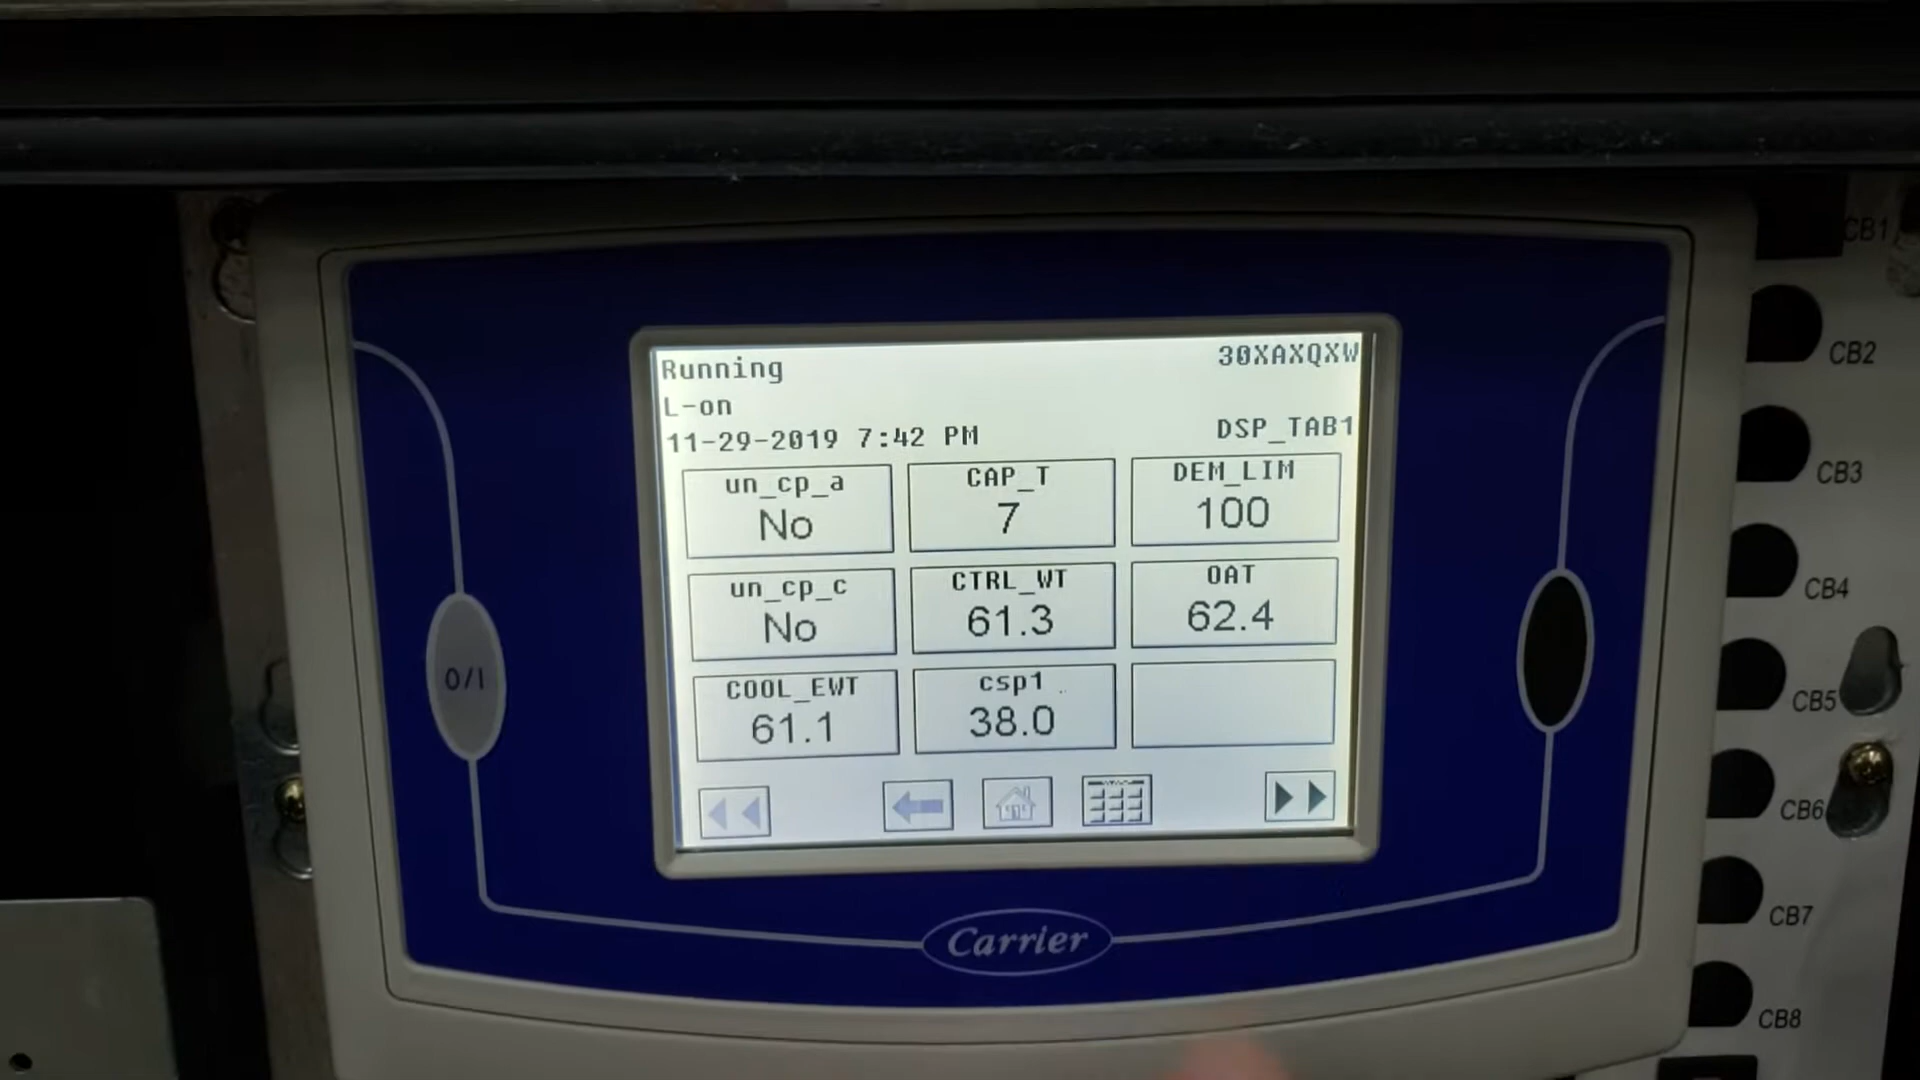 Running
30XAXQXW
L-on
11-29-2019 7:42 PM
DSP_TAB1
un_cp_a
No
CAP_T
7
DEM_LIM
100
un_cp_c
No
CTRL_WT
61.3
OAT
62.4
COOL_EWT
61.1
csp1
38.0
O/I
Carrier
CB1
CB2
CB3
CB4
CB5
CB6
CB7
CB8